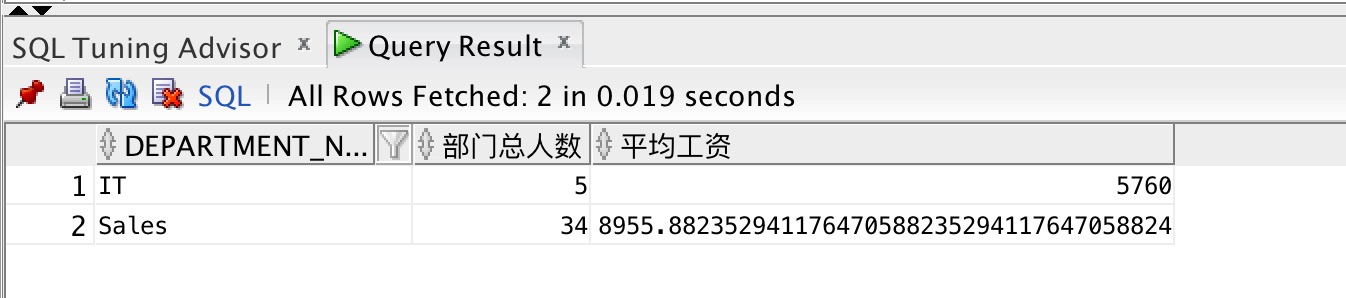 SQL Tuning Advisor x Query Result x
SQL All Rows Fetched: 2 in 0.019 seconds
DEPARTMENT_N... 部门总人数 平均工资
1 IT 5 5760
2 Sales 34 8955.88235294117647058823529411764705882​4